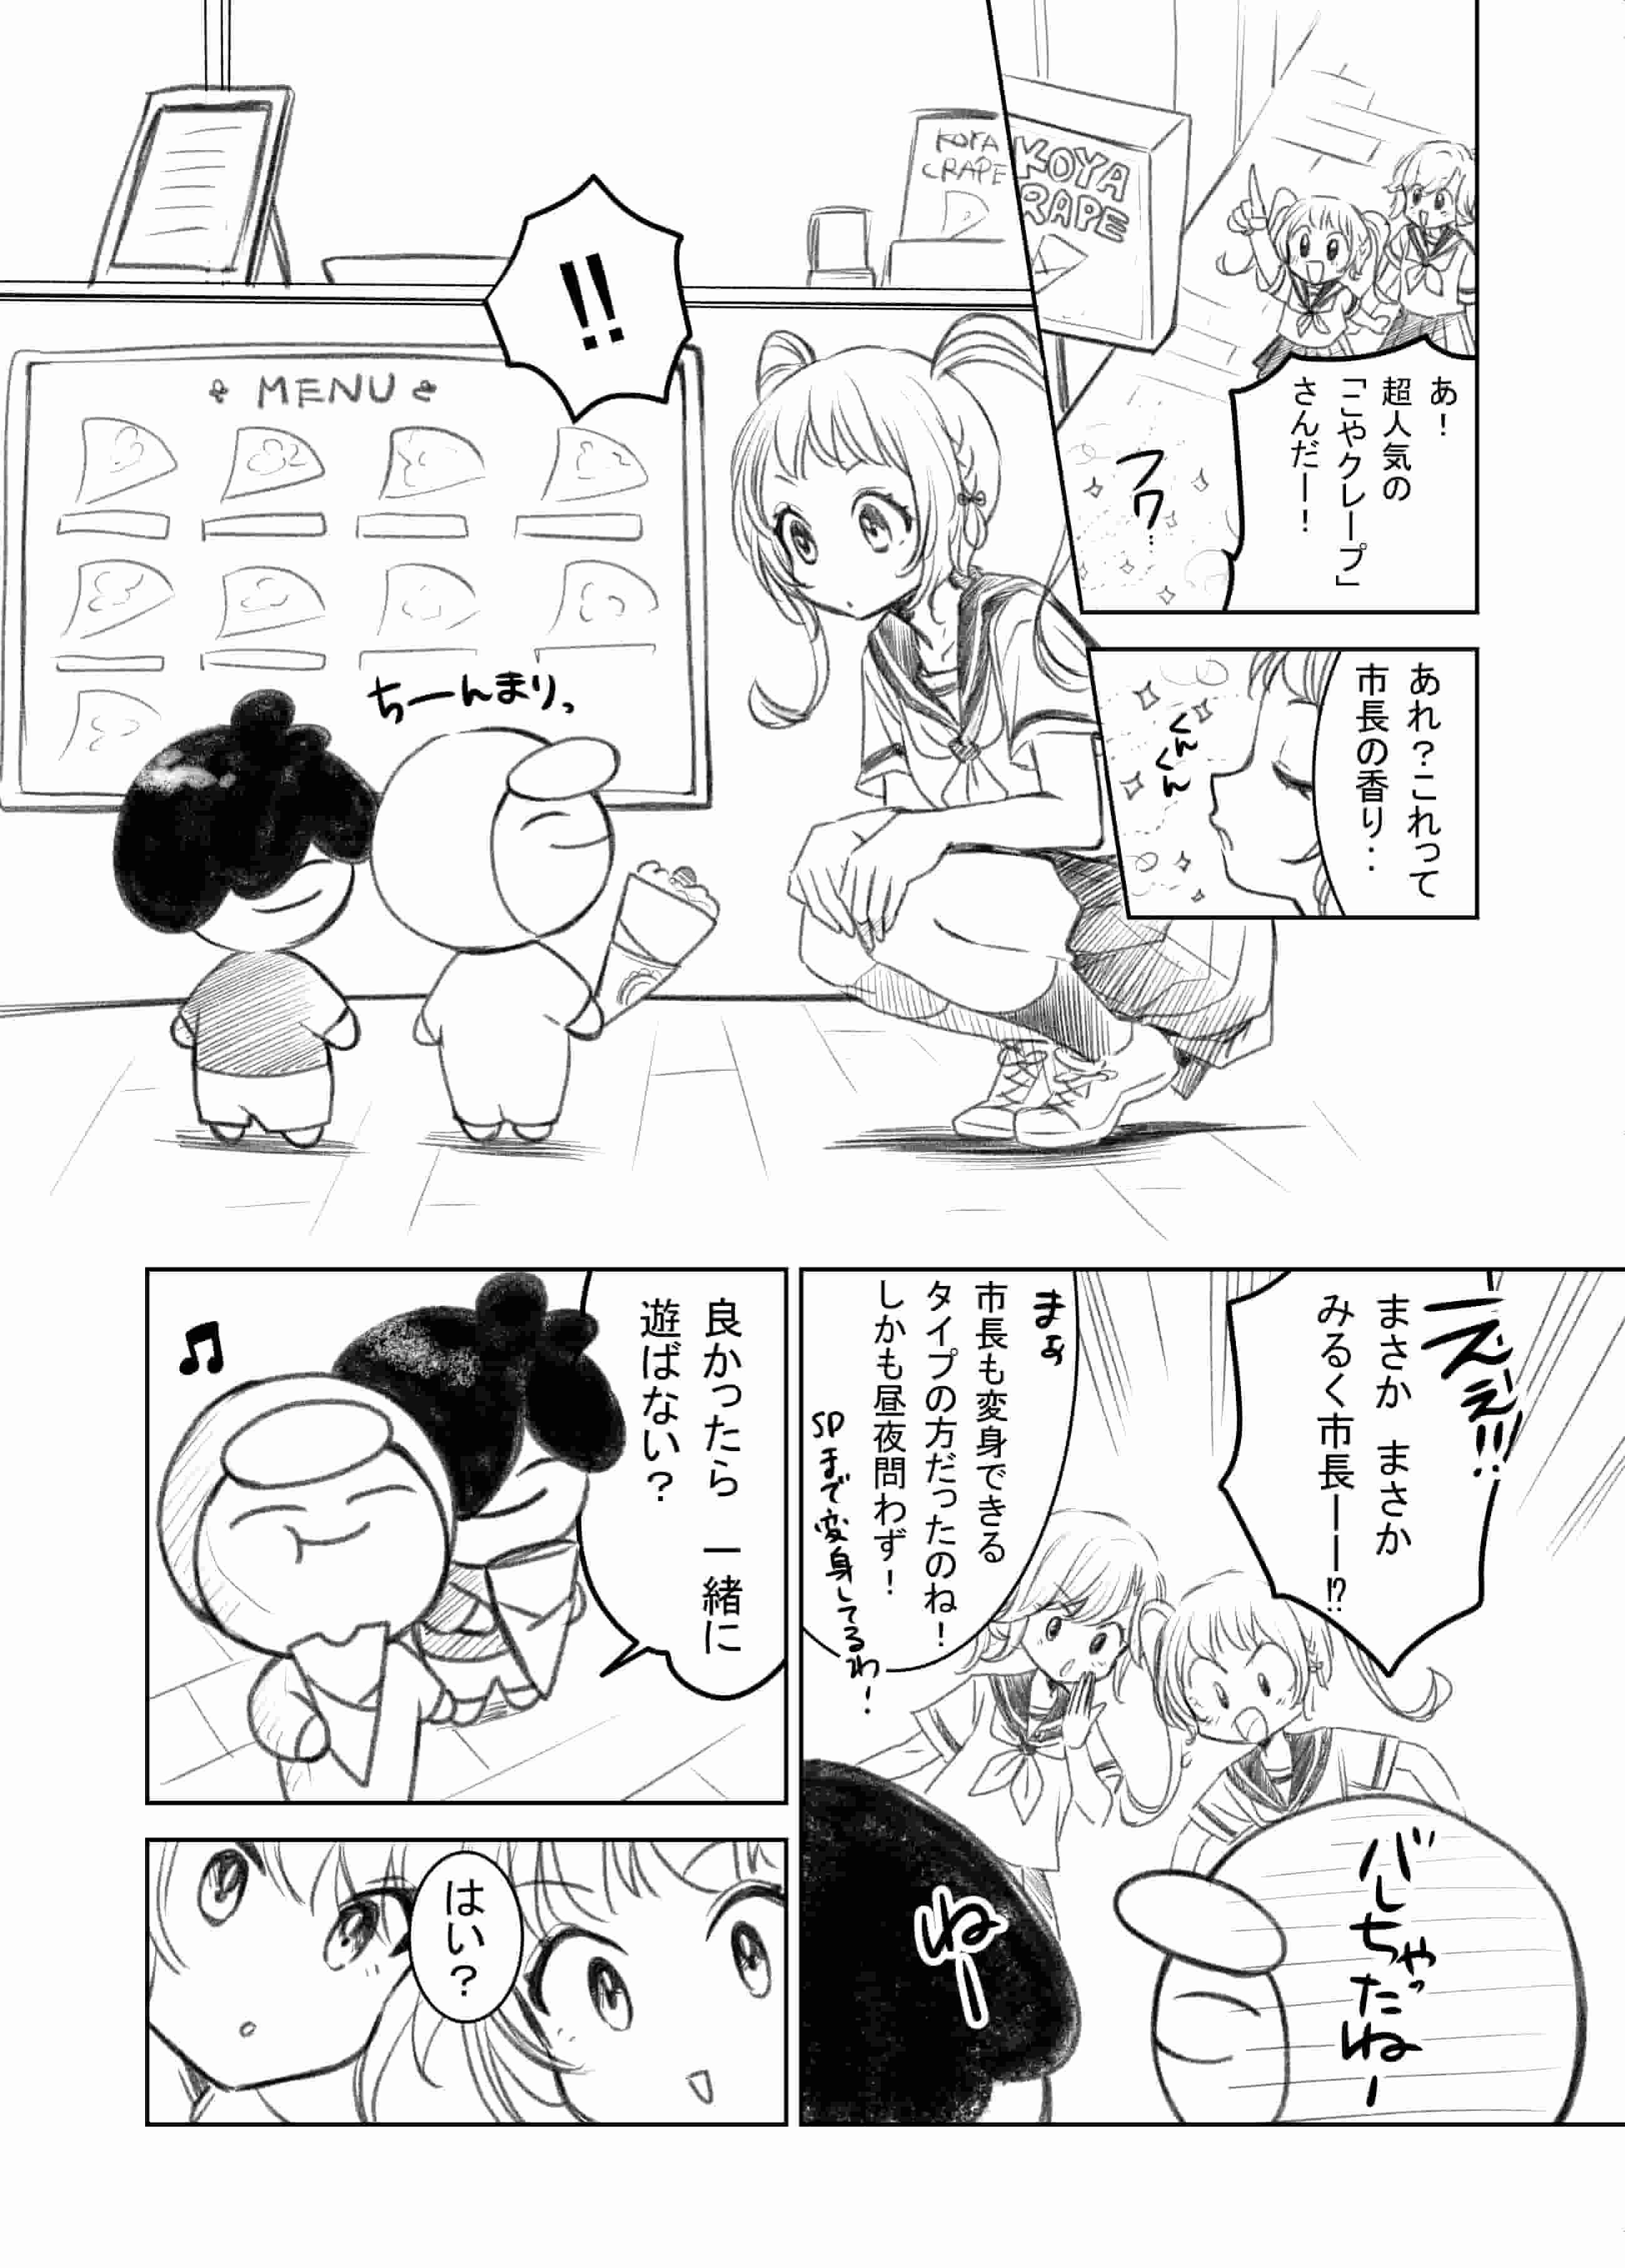 KOYA
CRAPE
KOYA
RAPE
あ！
超人気の
「こやクレープ」
さんだー！
フワ…
あれ？これって
市長の香り‥
くんくん
!!
MENU
ちーんまりっ
ええ!!!
まさか まさか
みるく市長ーー!?
まぁ
市長も変身できる
タイプの方だったのね！
しかも昼夜問わず！
SPまで変身してるわ！
バレちゃったねー
ねー
良かったら 一緒に
遊ばない？
♫
はい？